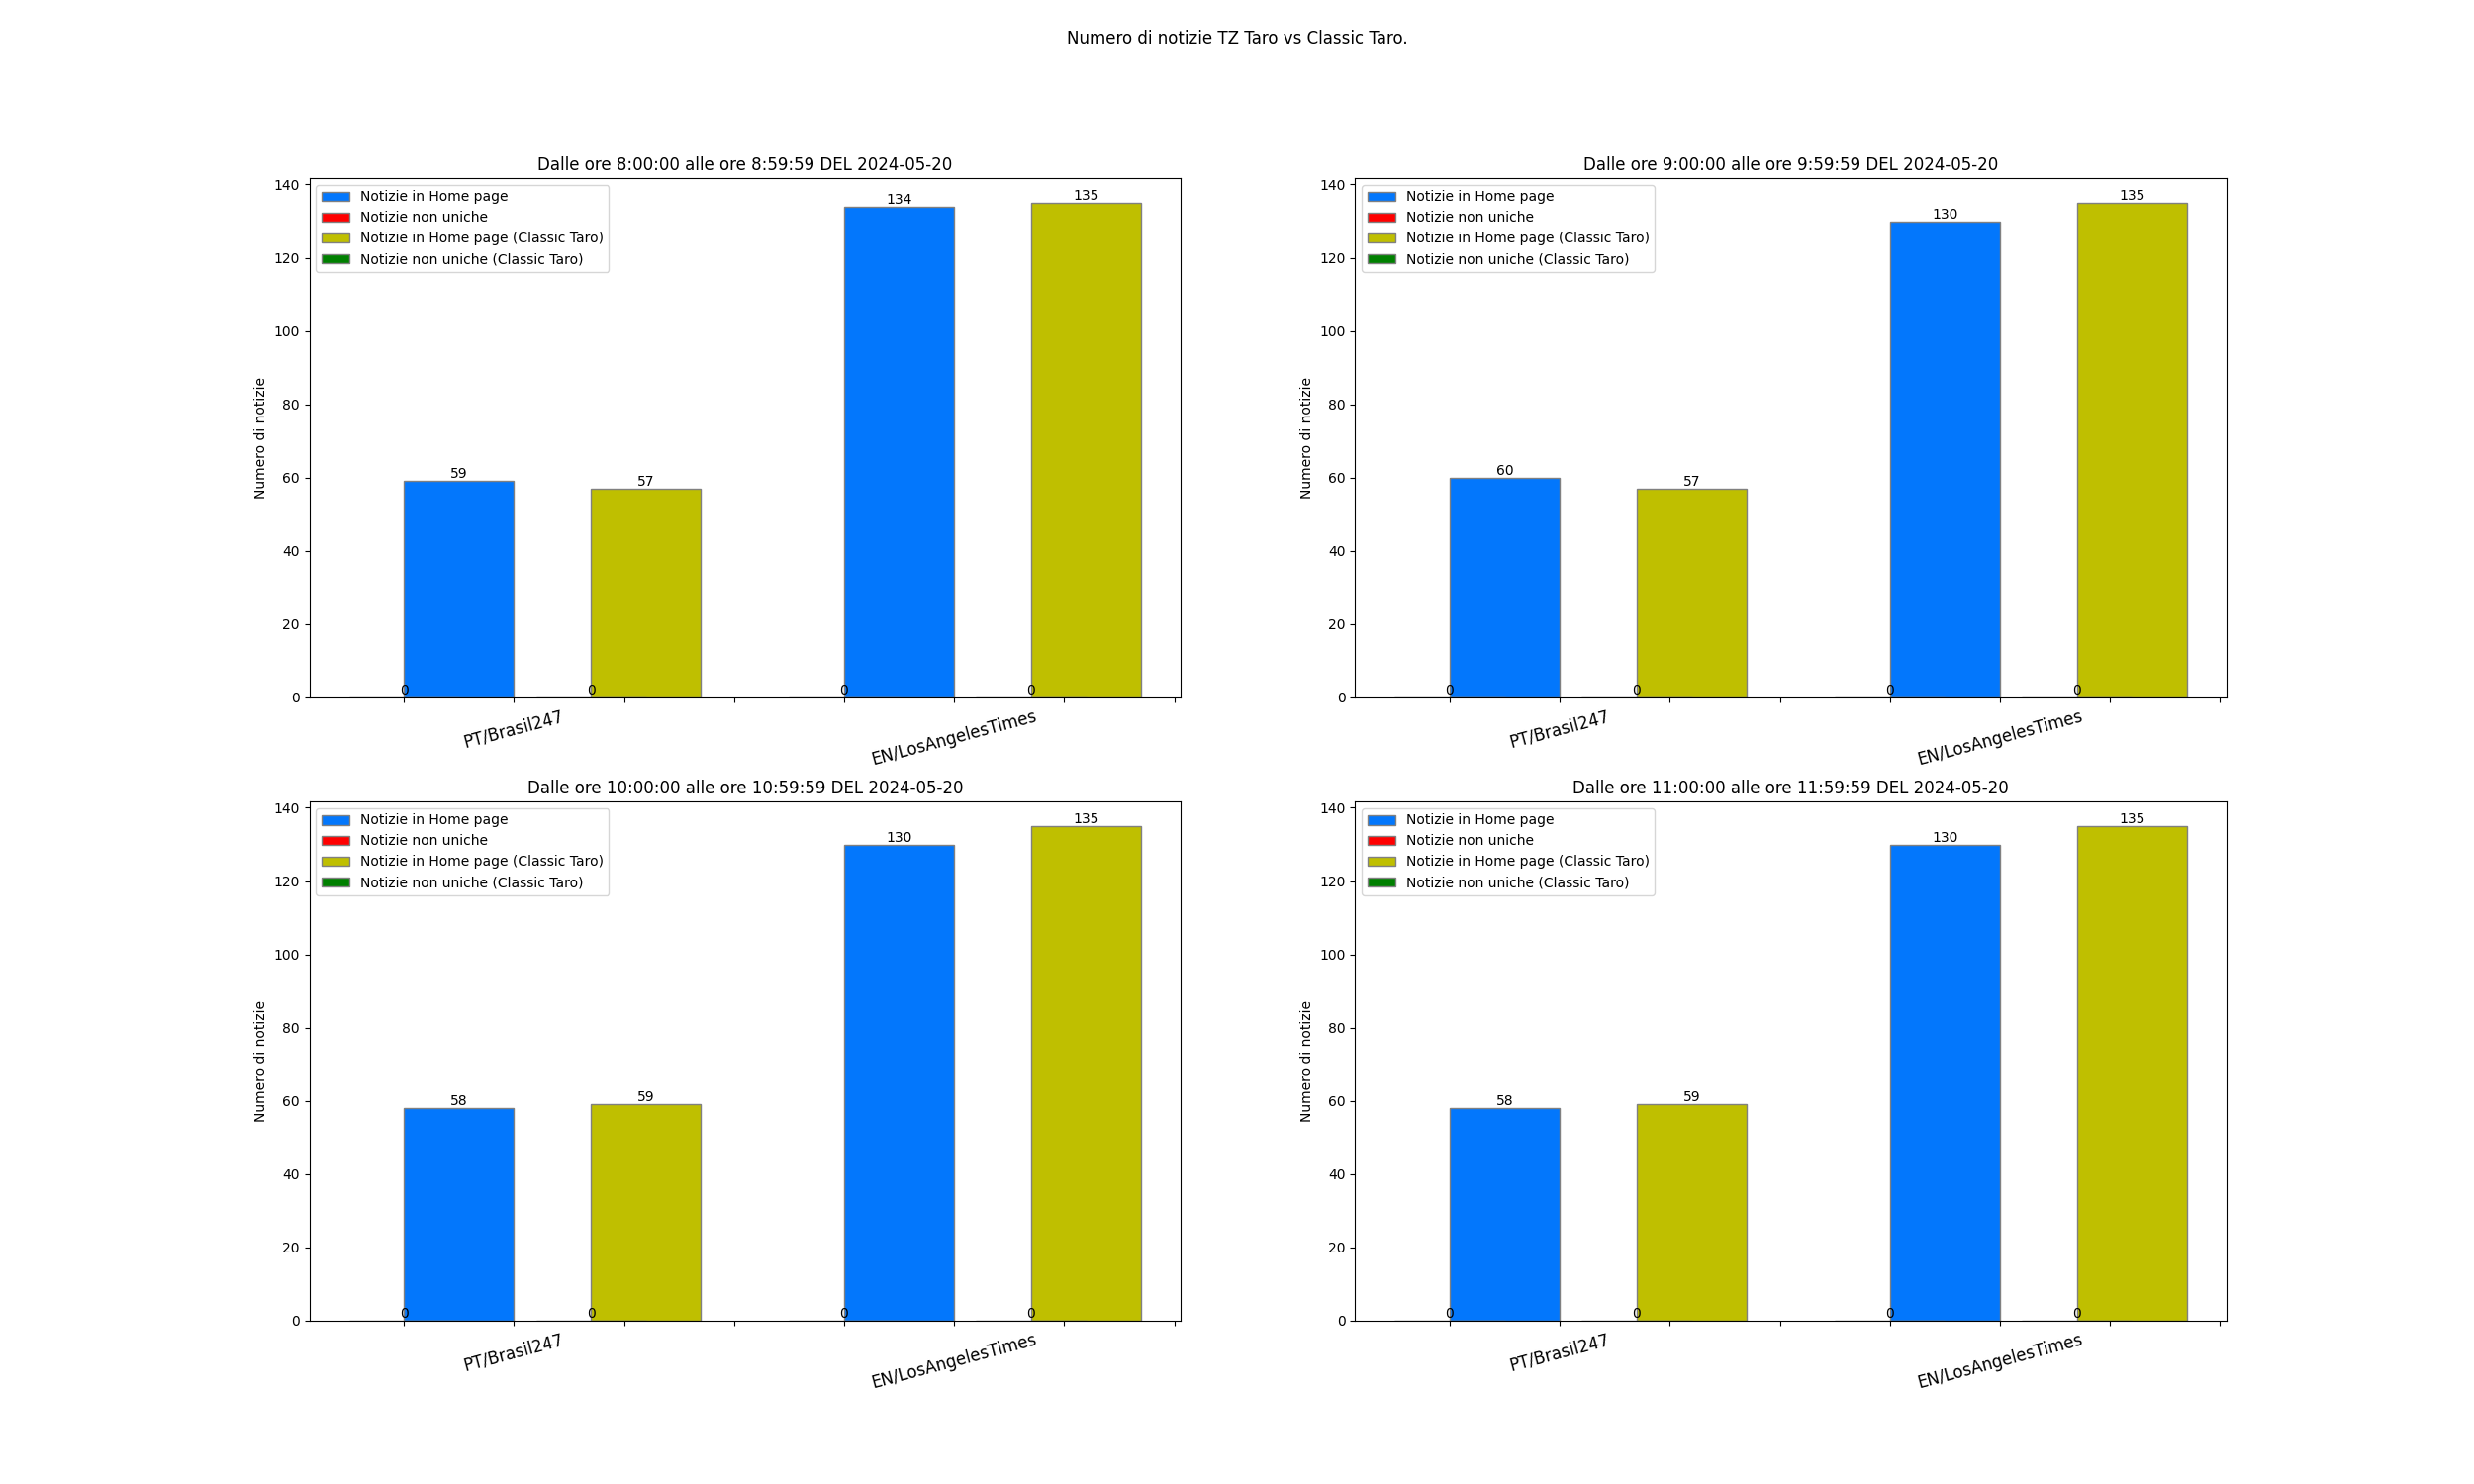 Numero di notizie TZ Taro vs Classic Taro.
Dalle ore 8:00:00 alle ore 8:59:59 DEL 2024-05-20
Numero di notizie
140
120
100
80
60
40
20
0
Notizie in Home page
Notizie non uniche
Notizie in Home page (Classic Taro)
Notizie non uniche (Classic Taro)
59
57
134
135
0
0
0
0
PT/Brasil247
EN/LosAngelesTimes
Dalle ore 9:00:00 alle ore 9:59:59 DEL 2024-05-20
Numero di notizie
140
120
100
80
60
40
20
0
Notizie in Home page
Notizie non uniche
Notizie in Home page (Classic Taro)
Notizie non uniche (Classic Taro)
60
57
130
135
0
0
0
0
PT/Brasil247
EN/LosAngelesTimes
Dalle ore 10:00:00 alle ore 10:59:59 DEL 2024-05-20
Numero di notizie
140
120
100
80
60
40
20
0
Notizie in Home page
Notizie non uniche
Notizie in Home page (Classic Taro)
Notizie non uniche (Classic Taro)
58
59
130
135
0
0
0
0
PT/Brasil247
EN/LosAngelesTimes
Dalle ore 11:00:00 alle ore 11:59:59 DEL 2024-05-20
Numero di notizie
140
120
100
80
60
40
20
0
Notizie in Home page
Notizie non uniche
Notizie in Home page (Classic Taro)
Notizie non uniche (Classic Taro)
58
59
130
135
0
0
0
0
PT/Brasil247
EN/LosAngelesTimes